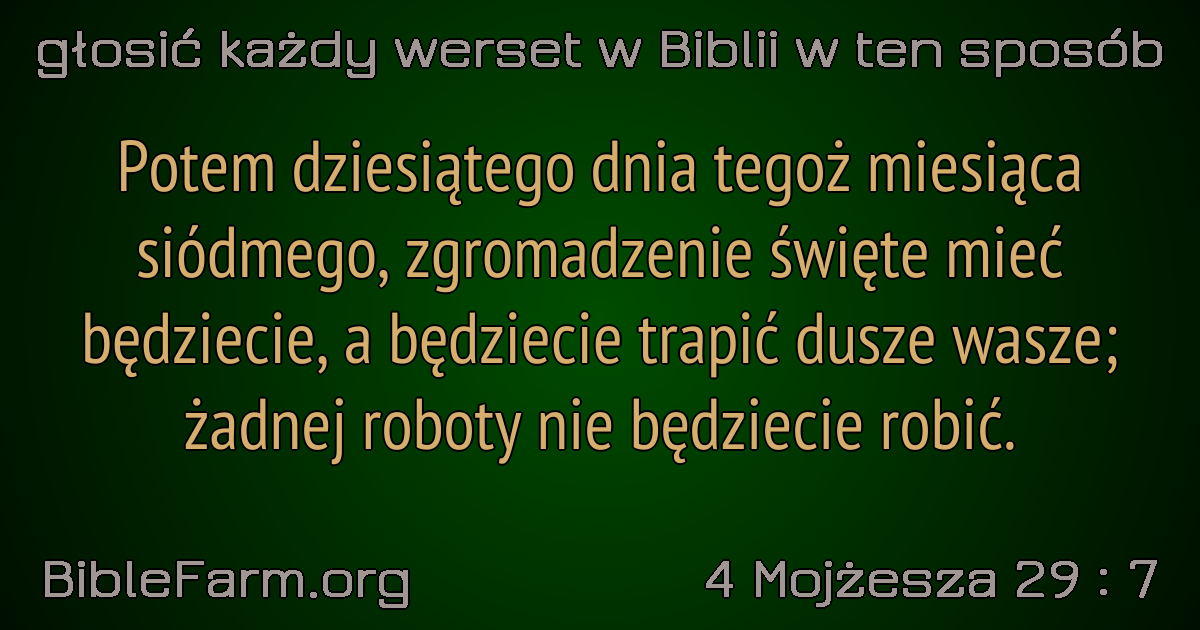 głosić każdy werset w Biblii w ten sposób
Potem dziesiątego dnia tegoż miesiąca
siódmego, zgromadzenie święte mieć
będziecie, a będziecie trapić dusze wasze;
żadnej roboty nie będziecie robić.
BibleFarm.org
4 Mojżesza 29 : 7